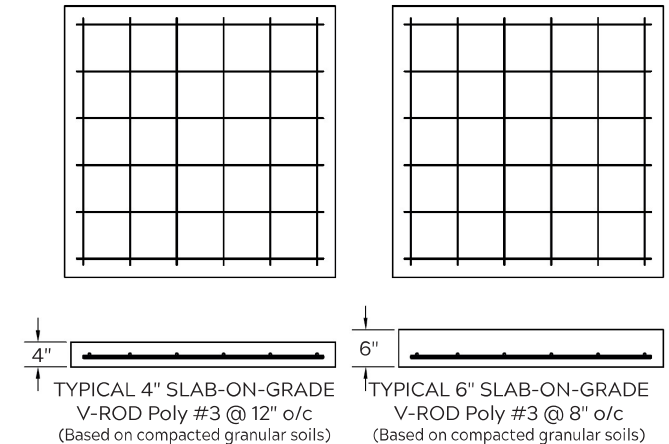 4"
6"
TYPICAL 4" SLAB-ON-GRADE
V-ROD Poly #3 @ 12" o/c
(Based on compacted granular soils)
TYPICAL 6" SLAB-ON-GRADE
V-ROD Poly #3 @ 8" o/c
(Based on compacted granular soils)